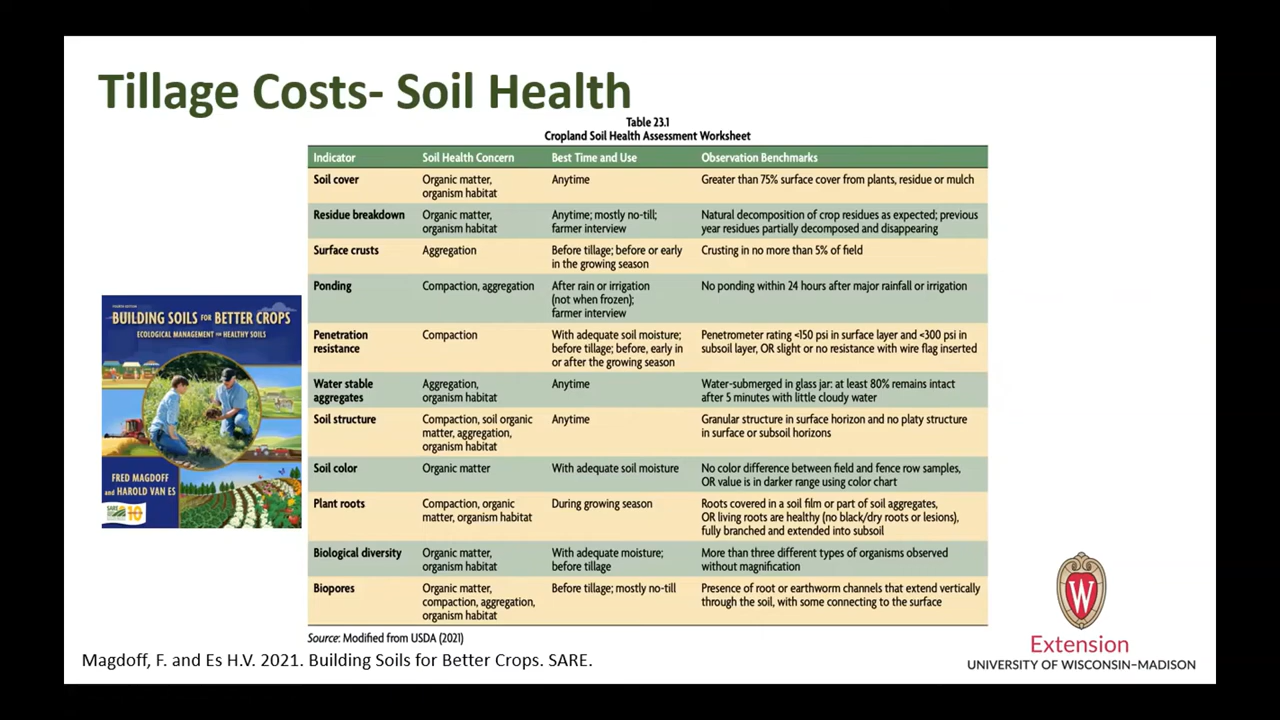 Tillage Costs- Soil Health
Table 23.1
Cropland Soil Health Assessment Worksheet
Indicator Soil Health Concern Best Time and Use Observation Benchmarks
Soil cover Organic matter, Anytime Greater than 75% surface cover from plants, residue or mulch
organism habitat
Residue breakdown Organic matter, Anytime; mostly no-till; Natural decomposition of crop residues as expected; previous
organism habitat farmer interview year residues partially decomposed and disappearing
Surface crusts Aggregation Before tillage; before or early Crusting in no more than 5% of field
in the growing season
Ponding Compaction, aggregation After rain or irrigation No ponding within 24 hours after major rainfall or irrigation
(not when frozen);
farmer interview
Penetration Compaction With adequate soil moisture; Penetrometer rating <150 psi in surface layer and <300 psi in
resistance before tillage; before, early in subsoil layer, OR slight or no resistance with wire flag inserted
or after the growing season
Water stable Aggregation, Anytime Water-submerged in glass jar: at least 80% remains intact
aggregates organism habitat after 5 minutes with little cloudy water
Soil structure Compaction, soil organic Anytime Granular structure in surface horizon and no platy structure
matter, aggregation, in surface or subsoil horizons
organism habitat
Soil color Organic matter With adequate soil moisture No color difference between field and fence row samples,
OR value is in darker range using color chart
Plant roots Compaction, organic During growing season Roots covered in a soil film or part of soil aggregates,
matter, organism habitat OR living roots are healthy (no black/dry roots or lesions),
fully branched and extended into subsoil
Biological diversity Organic matter, With adequate moisture; More than three different types of organisms observed
organism habitat before tillage without magnification
Biopores Organic matter, Before tillage; mostly no-till Presence of root or earthworm channels that extend vertically
compaction, aggregation, through the soil, with some connecting to the surface
organism habitat
Source: Modified from USDA (2021)
FOURTH EDITION
BUILDING SOILS FOR BETTER CROPS
ECOLOGICAL MANAGEMENT FOR HEALTHY SOILS
FRED MAGDOFF
and HAROLD VAN ES
SARE
10
Magdoff, F. and Es H.V. 2021. Building Soils for Better Crops. SARE.
W
Extension
UNIVERSITY OF WISCONSIN–MADISON